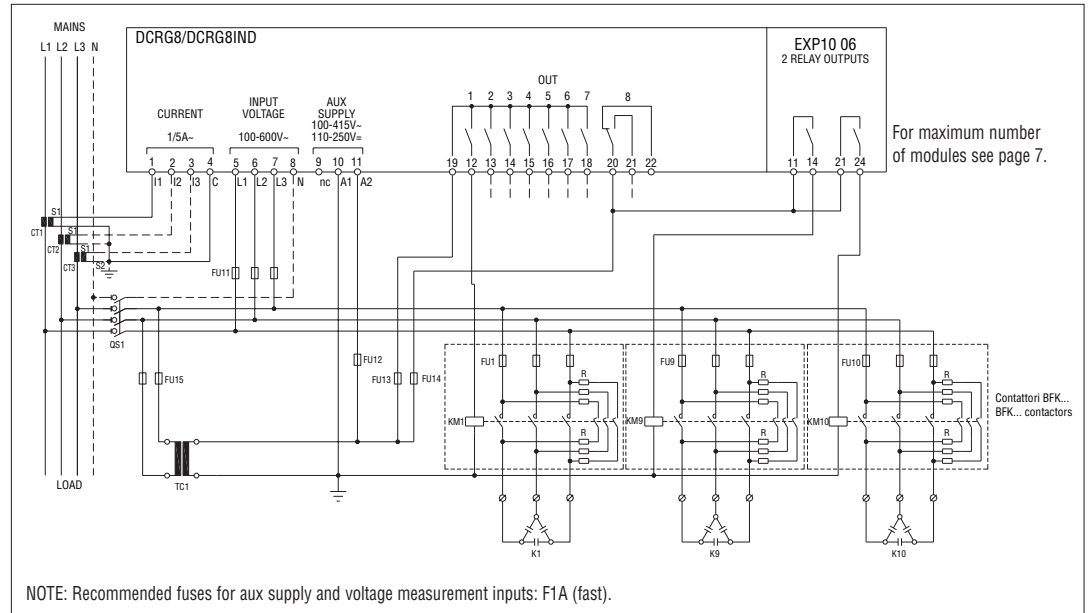 MAINS
L1 L2 L3 N
DCRG8/DCRG8IND
EXP10 06
2 RELAY OUTPUTS
OUT
1 2 3 4 5 6 7 8
CURRENT
1/5A~
INPUT
VOLTAGE
100-600V~
AUX
SUPPLY
100-415V~
110-250V=
For maximum number
of modules see page 7.
1 2 3 4 5 6 7 8 9 10 11 19 12 13 14 15 16 17 18 20 21 22 11 14 21 24
I1 I2 I3 C L1 L2 L3 N nc A1 A2
S1
CT1
S1
CT2
S1
CT3
S2
FU11
QS1
FU15
FU12
FU13
FU14
FU1
FU9
FU10
R
R
R
Contattori BFK...
BFK... contactors
KM1
KM9
KM10
R
R
R
LOAD
TC1
K1
K9
K10
NOTE: Recommended fuses for aux supply and voltage measurement inputs: F1A (fast).